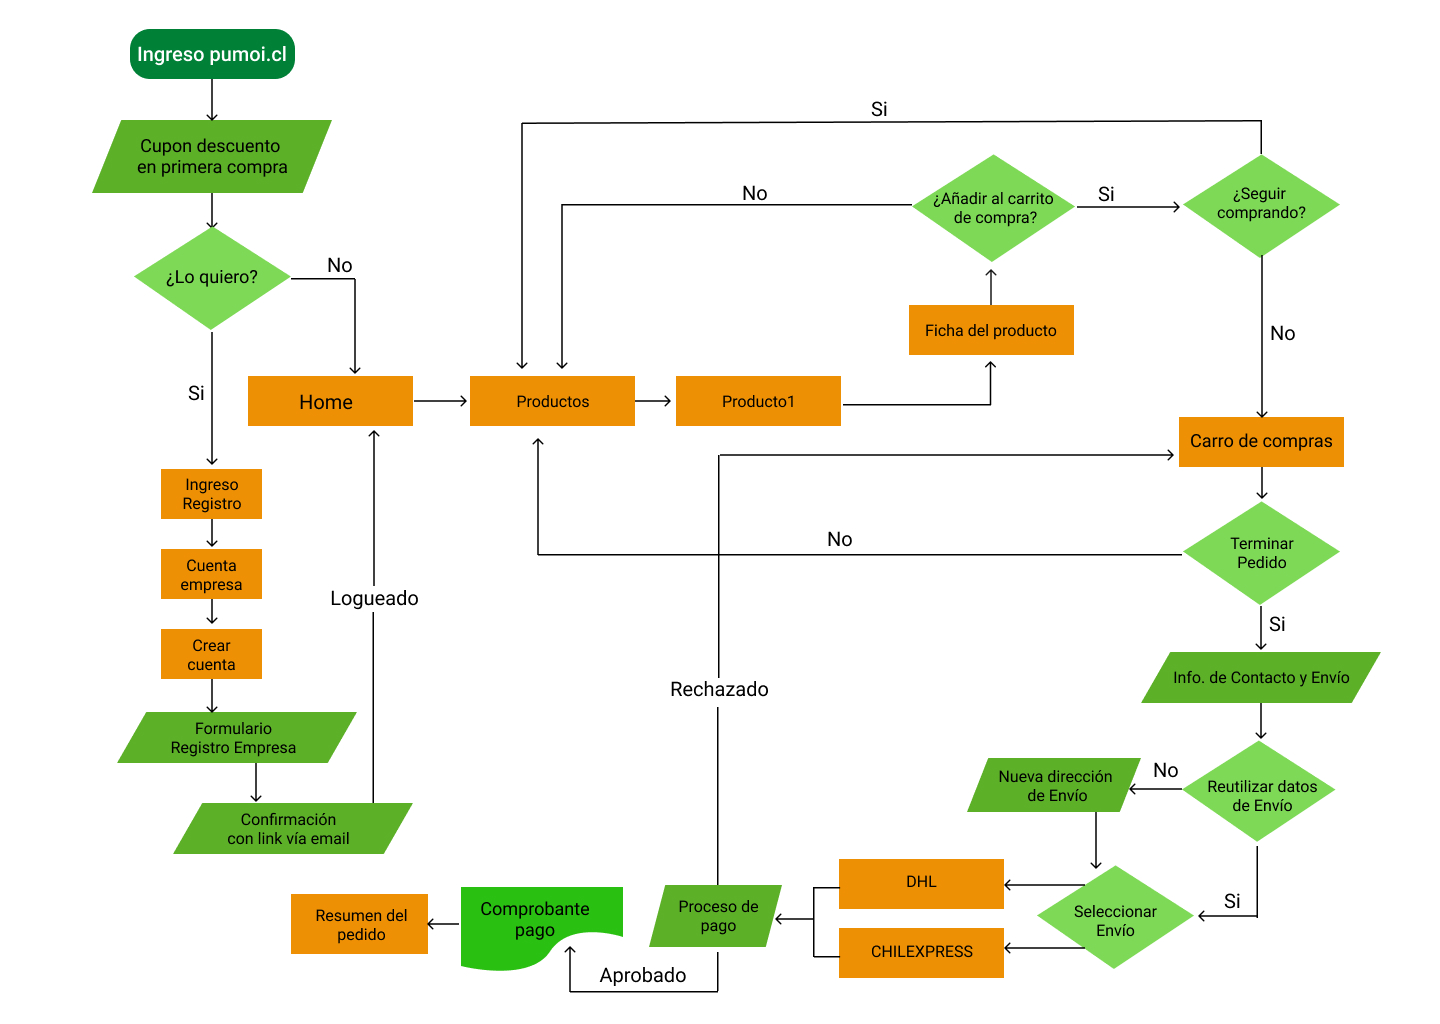 Ingreso pumoi.cl
Cupon descuento
en primera compra
¿Lo quiero?
No
Si
Home
Ingreso
Registro
Cuenta
empresa
Crear
cuenta
Formulario
Registro Empresa
Confirmación
con link vía email
Logueado
Productos
Producto1
Ficha del producto
¿Añadir al carrito
de compra?
No
Si
¿Seguir
comprando?
Si
No
Carro de compras
Terminar
Pedido
No
Si
Info. de Contacto y Envío
Reutilizar datos
de Envío
No
Nueva dirección
de Envío
Si
Seleccionar
Envío
DHL
CHILEXPRESS
Proceso de
pago
Rechazado
Aprobado
Comprobante
pago
Resumen del
pedido